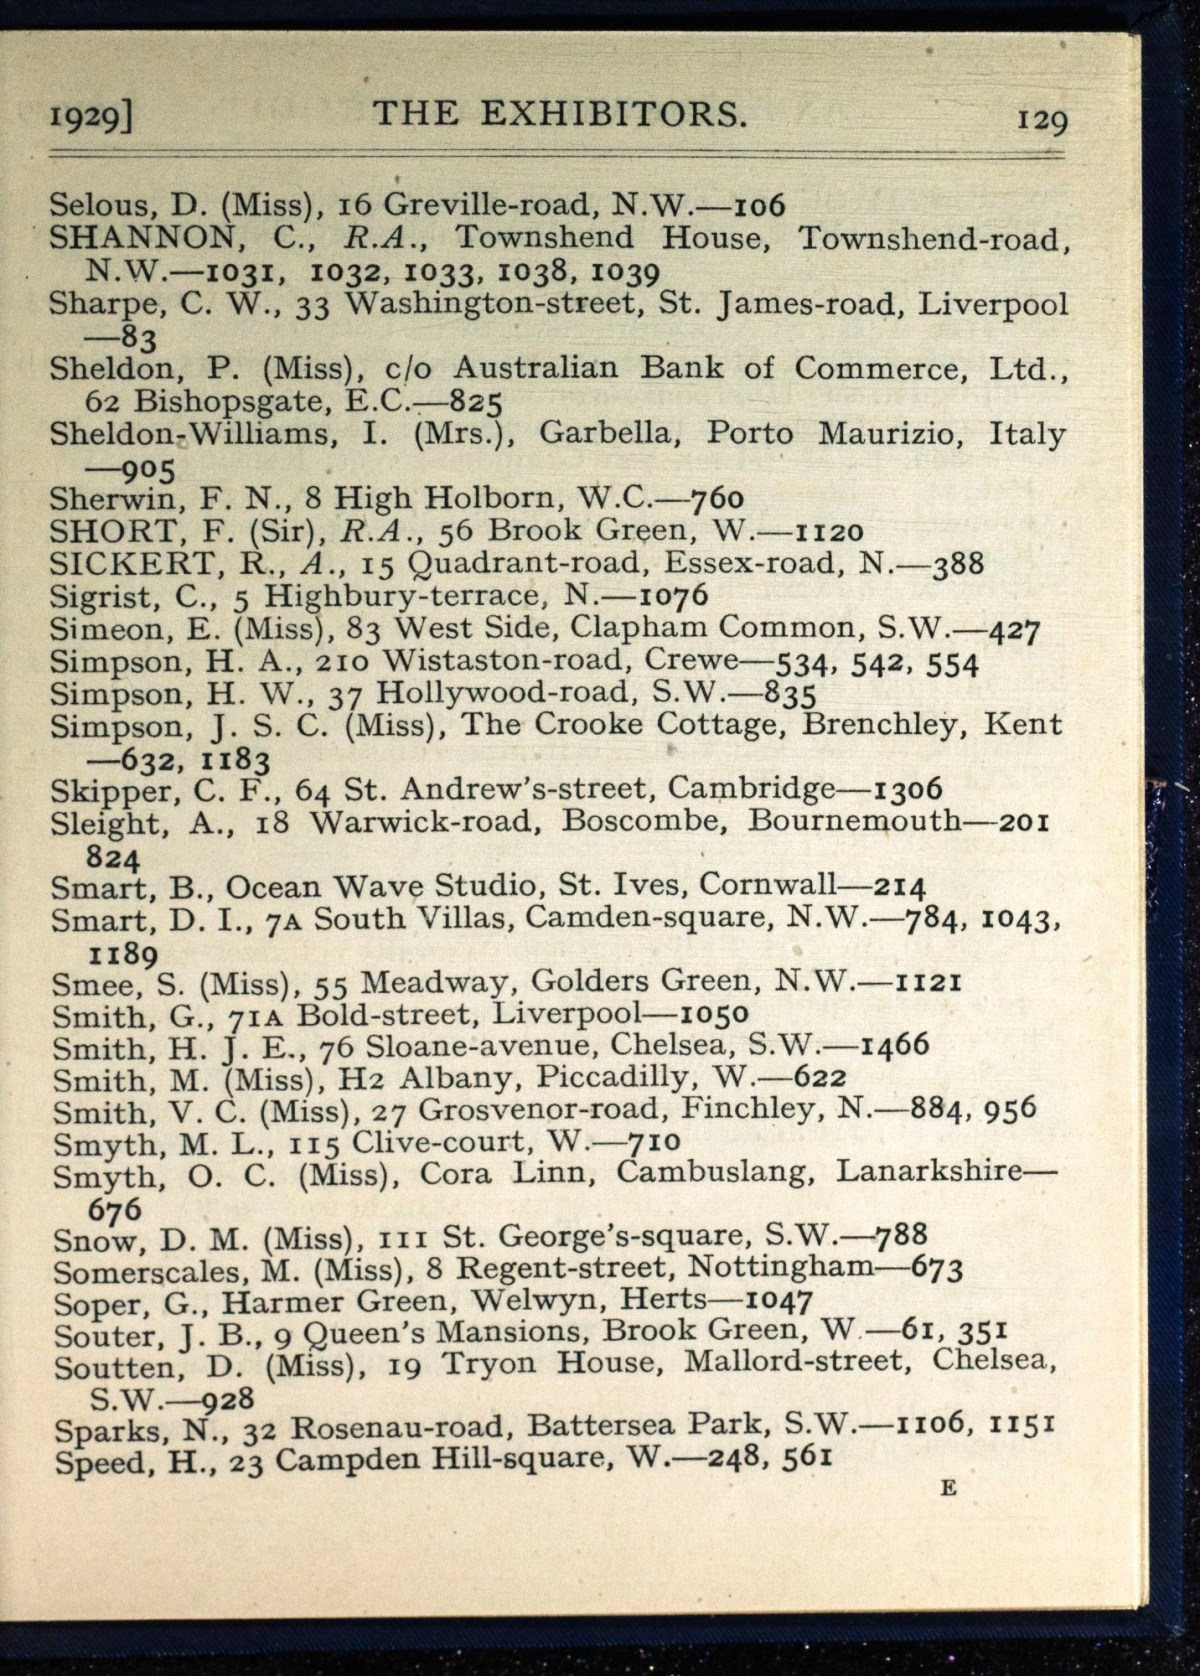 1929] THE EXHIBITORS. 129
Selous, D. (Miss), 16 Greville-road, N.W.—106
SHANNON, C., R.A., Townshend House, Townshend-road,
N.W.—1031, 1032, 1033, 1038, 1039
Sharpe, C. W., 33 Washington-street, St. James-road, Liverpool
—83
Sheldon, P. (Miss), c/o Australian Bank of Commerce, Ltd.,
62 Bishopsgate, E.C.—825
Sheldon-Williams, I. (Mrs.), Garbella, Porto Maurizio, Italy
—905
Sherwin, F. N., 8 High Holborn, W.C.—760
SHORT, F. (Sir), R.A., 56 Brook Green, W.—1120
SICKERT, R., A., 15 Quadrant-road, Essex-road, N.—388
Sigrist, C., 5 Highbury-terrace, N.—1076
Simeon, E. (Miss), 83 West Side, Clapham Common, S.W.—427
Simpson, H. A., 210 Wistaston-road, Crewe—534, 542, 554
Simpson, H. W., 37 Hollywood-road, S.W.—835
Simpson, J. S. C. (Miss), The Crooke Cottage, Brenchley, Kent
—632, 1183
Skipper, C. F., 64 St. Andrew's-street, Cambridge—1306
Sleight, A., 18 Warwick-road, Boscombe, Bournemouth—201
824
Smart, B., Ocean Wave Studio, St. Ives, Cornwall—214
Smart, D. I., 7A South Villas, Camden-square, N.W.—784, 1043,
1189
Smee, S. (Miss), 55 Meadway, Golders Green, N.W.—1121
Smith, G., 71A Bold-street, Liverpool—1050
Smith, H. J. E., 76 Sloane-avenue, Chelsea, S.W.—1466
Smith, M. (Miss), H2 Albany, Piccadilly, W.—622
Smith, V. C. (Miss), 27 Grosvenor-road, Finchley, N.—884, 956
Smyth, M. L., 115 Clive-court, W.—710
Smyth, O. C. (Miss), Cora Linn, Cambuslang, Lanarkshire—
676
Snow, D. M. (Miss), 111 St. George's-square, S.W.—788
Somerscales, M. (Miss), 8 Regent-street, Nottingham—673
Soper, G., Harmer Green, Welwyn, Herts—1047
Souter, J. B., 9 Queen's Mansions, Brook Green, W.—61, 351
Soutten, D. (Miss), 19 Tryon House, Mallord-street, Chelsea,
S.W.—928
Sparks, N., 32 Rosenau-road, Battersea Park, S.W.—1106, 1151
Speed, H., 23 Campden Hill-square, W.—248, 561
E